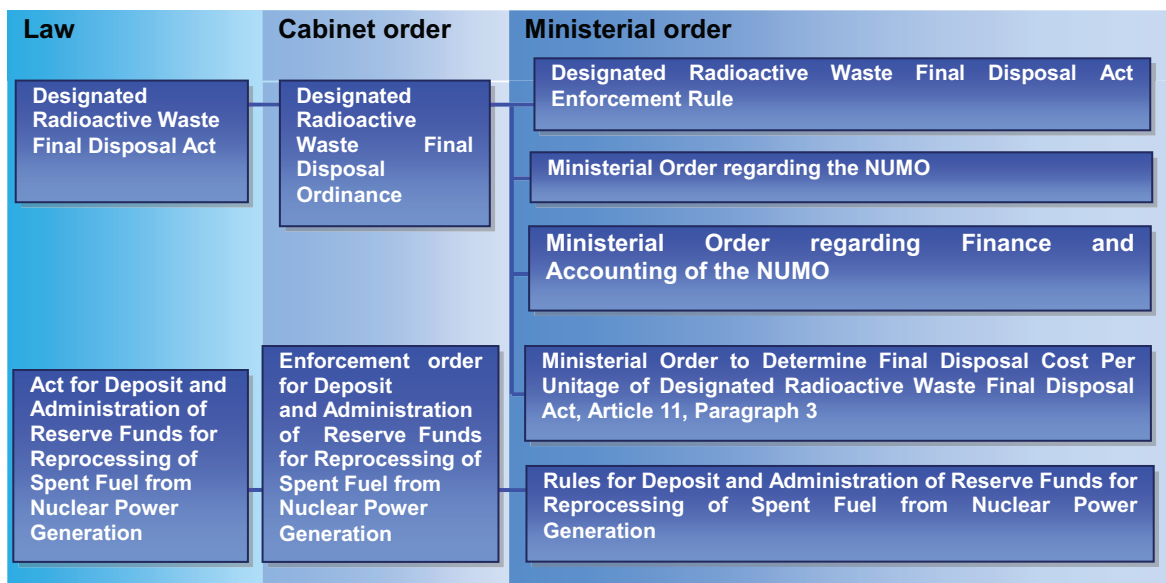 Law
Cabinet order
Ministerial order
Designated
Radioactive Waste
Final Disposal Act
Designated
Radioactive
Waste Final
Disposal
Ordinance
Designated Radioactive Waste Final Disposal Act
Enforcement Rule
Ministerial Order regarding the NUMO
Ministerial Order regarding Finance and
Accounting of the NUMO
Ministerial Order to Determine Final Disposal Cost Per
Unitage of Designated Radioactive Waste Final Disposal
Act, Article 11, Paragraph 3
Act for Deposit and
Administration of
Reserve Funds for
Reprocessing of
Spent Fuel from
Nuclear Power
Generation
Enforcement order
for Deposit
and Administration
of Reserve Funds
for Reprocessing of
Spent Fuel from
Nuclear Power
Generation
Rules for Deposit and Administration of Reserve Funds for
Reprocessing of Spent Fuel from Nuclear Power
Generation